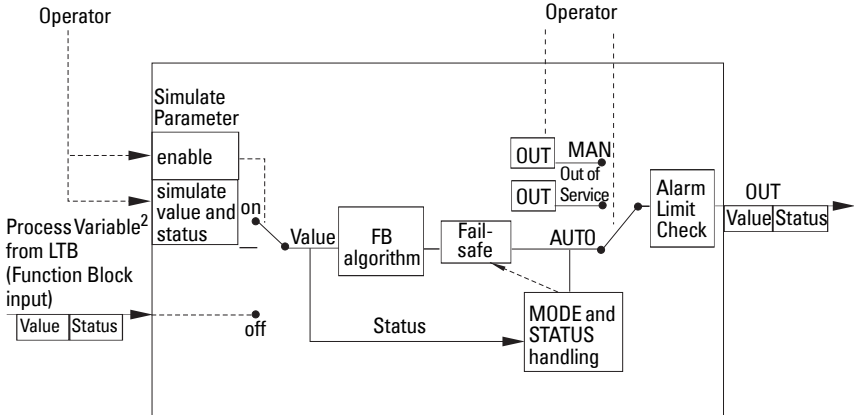 Operator
Operator
Simulate
Parameter
enable
simulate
value and
status
on
off
Process Variable²
from LTB
(Function Block
input)
Value Status
Value
FB
algorithm
Fail-
safe
Status
OUT MAN
Out of
OUT Service
AUTO
MODE and
STATUS
handling
Alarm
Limit
Check
OUT
Value Status